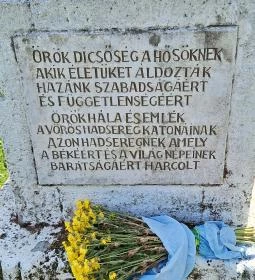 ÖRÖK DICSŐSÉG A HŐSÖKNEK
AKIK ÉLETÜKET ÁLDOZTÁK
HAZÁNK SZABADSÁGÁÉRT
ÉS FÜGGETLENSÉGÉÉRT
ÖRÖK HÁLA ÉS EMLÉK
A VÖRÖS HADSEREG KATONÁINAK
AZON HADSEREGNEK AMELY
A BÉKÉÉRT ÉS A VILÁG NÉPEINEK
BARÁTSÁGÁÉRT HARCOLT